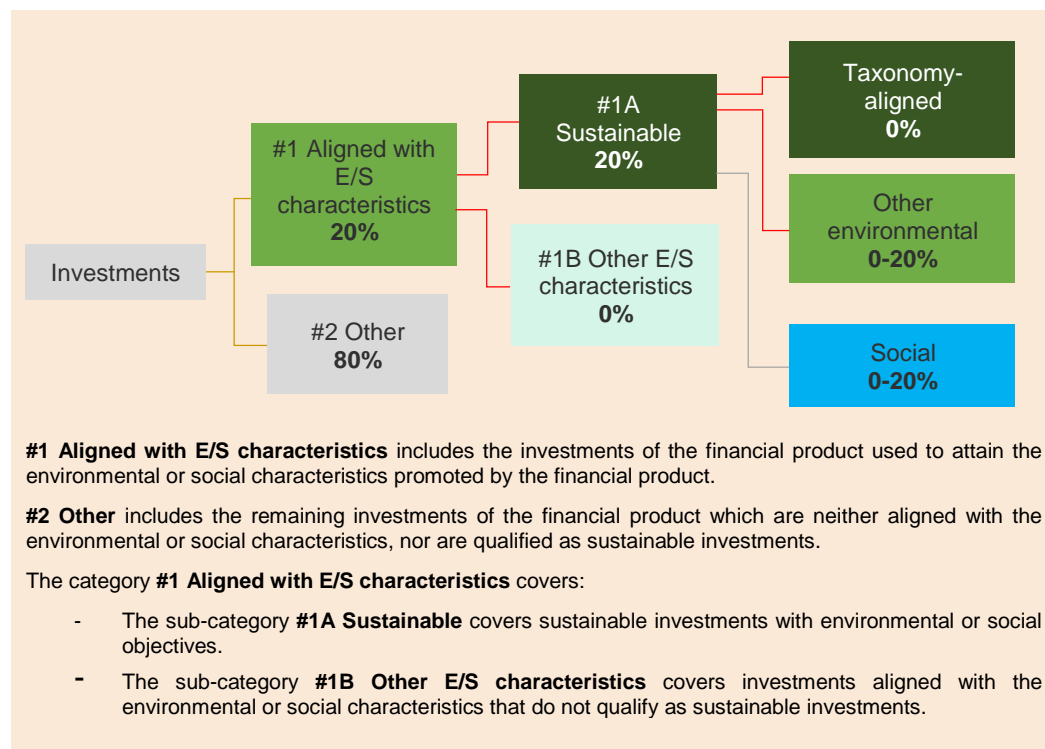 Investments
#1 Aligned with
E/S
characteristics
20%
#2 Other
80%
#1A
Sustainable
20%
#1B Other E/S
characteristics
0%
Taxonomy-
aligned
0%
Other
environmental
0-20%
Social
0-20%
#1 Aligned with E/S characteristics includes the investments of the financial product used to attain the
environmental or social characteristics promoted by the financial product.
#2 Other includes the remaining investments of the financial product which are neither aligned with the
environmental or social characteristics, nor are qualified as sustainable investments.
The category #1 Aligned with E/S characteristics covers:
- The sub-category #1A Sustainable covers sustainable investments with environmental or social
objectives.
- The sub-category #1B Other E/S characteristics covers investments aligned with the
environmental or social characteristics that do not qualify as sustainable investments.